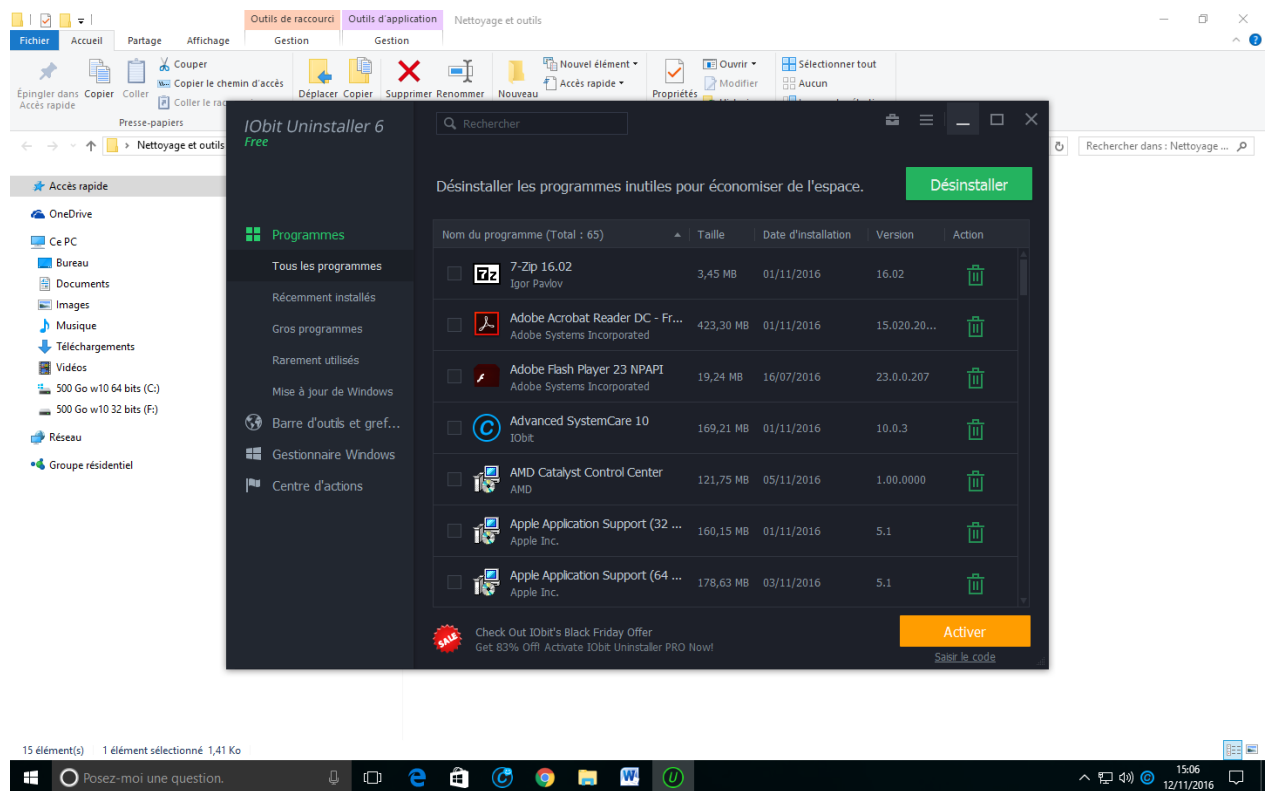 Outils de raccourci
Outils d'application
Nettoyage et outils
Fichier
Accueil
Partage
Affichage
Gestion
Gestion
Épingler dans Accès rapide
Copier
Coller
Couper
Copier le chemin d'accès
Coller le rac
Presse-papiers
Déplacer
Copier
Supprimer
Renommer
Nouveau
Nouvel élément
Accès rapide
Propriétés
Ouvrir
Modifier
Sélectionner tout
Aucun
Nettoyage et outils
Rechercher dans : Nettoyage ...
Accès rapide
OneDrive
Ce PC
Bureau
Documents
Images
Musique
Téléchargements
Vidéos
500 Go w10 64 bits (C:)
500 Go w10 32 bits (F:)
Réseau
Groupe résidentiel
IObit Uninstaller 6
Free
Rechercher
Désinstaller les programmes inutiles pour économiser de l'espace.
Désinstaller
Programmes
Tous les programmes
Récemment installés
Gros programmes
Rarement utilisés
Mise à jour de Windows
Barre d'outils et gref...
Gestionnaire Windows
Centre d'actions
Nom du programme (Total : 65) Taille Date d'installation Version Action
7-Zip 16.02
Igor Pavlov
3,45 MB 01/11/2016 16.02
Adobe Acrobat Reader DC - Fr...
Adobe Systems Incorporated
423,30 MB 01/11/2016 15.020.20...
Adobe Flash Player 23 NPAPI
Adobe Systems Incorporated
19,24 MB 16/07/2016 23.0.0.207
Advanced SystemCare 10
IObit
169,21 MB 01/11/2016 10.0.3
AMD Catalyst Control Center
AMD
121,75 MB 05/11/2016 1.00.0000
Apple Application Support (32 ...
Apple Inc.
160,15 MB 01/11/2016 5.1
Apple Application Support (64 ...
Apple Inc.
178,63 MB 03/11/2016 5.1
SALE
Check Out IObit's Black Friday Offer
Get 83% Off! Activate IObit Uninstaller PRO Now!
Activer
Saisir le code
15 élément(s) 1 élément sélectionné 1,41 Ko
Posez-moi une question.
15:06
12/11/2016